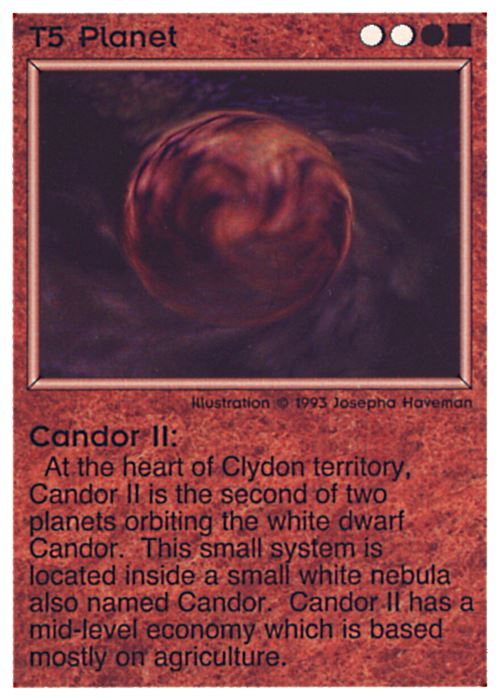 T5 Planet
Illustration © 1993 Josepha Haveman
Candor II:
At the heart of Clydon territory,
Candor II is the second of two
planets orbiting the white dwarf
Candor. This small system is
located inside a small white nebula
also named Candor. Candor II has a
mid-level economy which is based
mostly on agriculture.